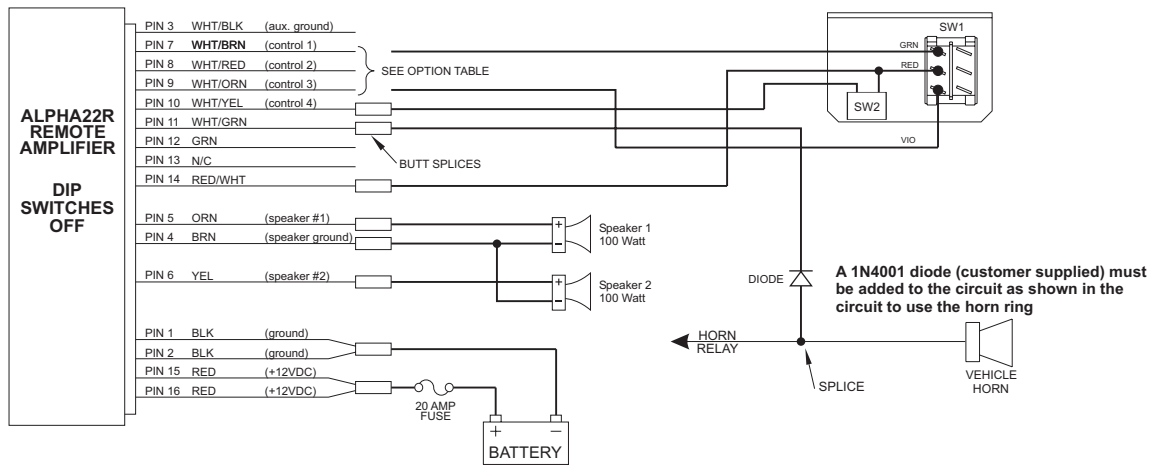 ALPHA22R
REMOTE
AMPLIFIER
DIP
SWITCHES
OFF
PIN 3 WHT/BLK (aux. ground)
PIN 7 WHT/BRN (control 1)
PIN 8 WHT/RED (control 2)
PIN 9 WHT/ORN (control 3)
PIN 10 WHT/YEL (control 4)
PIN 11 WHT/GRN
PIN 12 GRN
PIN 13 N/C
PIN 14 RED/WHT
PIN 5 ORN (speaker #1)
PIN 4 BRN (speaker ground)
PIN 6 YEL (speaker #2)
PIN 1 BLK (ground)
PIN 2 BLK (ground)
PIN 15 RED (+12VDC)
PIN 16 RED (+12VDC)
SEE OPTION TABLE
BUTT SPLICES
SW1
GRN
RED
SW2
VIO
+
–
Speaker 1
100 Watt
+
–
Speaker 2
100 Watt
20 AMP
FUSE
+ –
BATTERY
DIODE
A 1N4001 diode (customer supplied) must
be added to the circuit as shown in the
circuit to use the horn ring
HORN
RELAY
SPLICE
VEHICLE
HORN